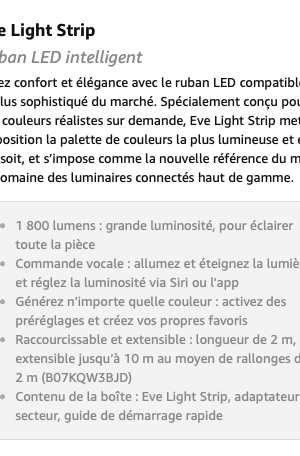 e Light Strip
ban LED intelligent
ez confort et élégance avec le ruban LED compatible
lus sophistiqué du marché. Spécialement conçu pou
couleurs réalistes sur demande, Eve Light Strip met
position la palette de couleurs la plus lumineuse et
soit, et s’impose comme la nouvelle référence du m
omaine des luminaires connectés haut de gamme.
1 800 lumens : grande luminosité, pour éclairer
toute la pièce
Commande vocale : allumez et éteignez la lumiè
et réglez la luminosité via Siri ou l’app
Générez n’importe quelle couleur : activez des
préréglages et créez vos propres favoris
Raccourcissable et extensible : longueur de 2 m,
extensible jusqu’à 10 m au moyen de rallonges d
2 m (B07KQW3BJD)
Contenu de la boîte : Eve Light Strip, adaptateur
secteur, guide de démarrage rapide